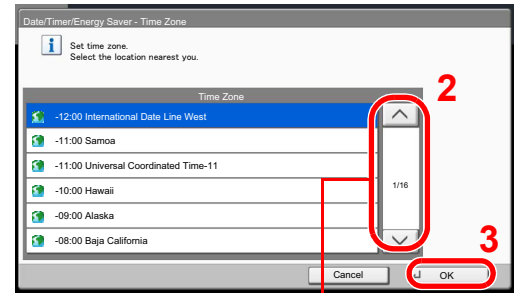 Date/Timer/Energy Saver - Time Zone
Set time zone.
Select the location nearest you.
2
Time Zone
-12:00 International Date Line West
-11:00 Samoa
-11:00 Universal Coordinated Time-11
-10:00 Hawaii
1/16
-09:00 Alaska
-08:00 Baja California
3
Cancel
OK